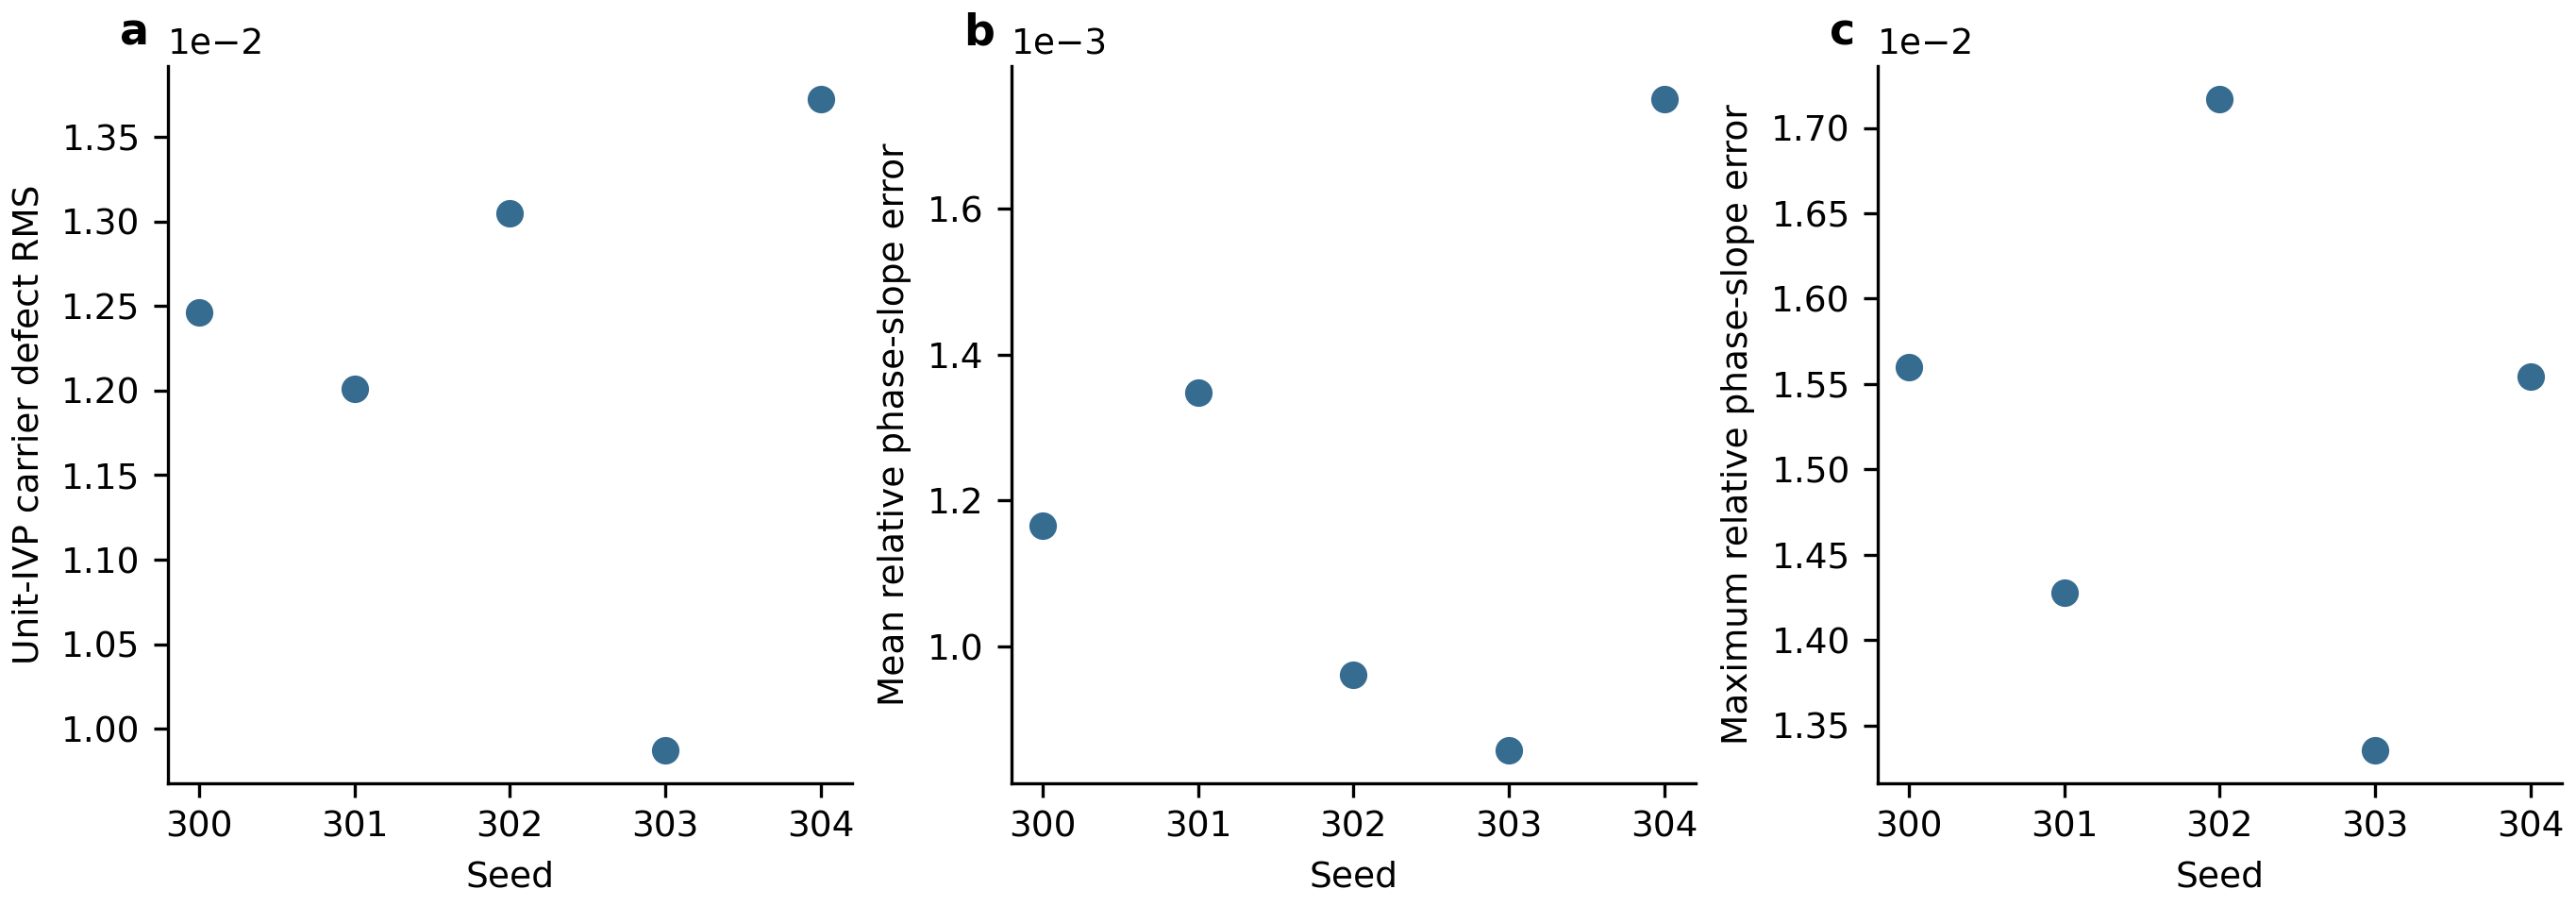 a
1e−2
Unit-IVP carrier defect RMS
1.35
1.30
1.25
1.20
1.15
1.10
1.05
1.00
300 301 302 303 304
Seed
b
1e−3
Mean relative phase-slope error
1.6
1.4
1.2
1.0
300 301 302 303 304
Seed
c
1e−2
Maximum relative phase-slope error
1.70
1.65
1.60
1.55
1.50
1.45
1.40
1.35
300 301 302 303 304
Seed